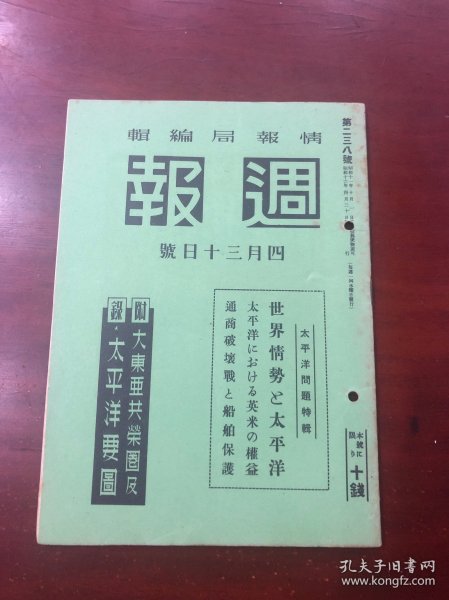 第二三八號
情報局編輯
週報
四月三十日號
太平洋問題特輯
世界情勢と太平洋
太平洋における英米の權益
通商破壞戰と船舶保護
附錄・大東亞共榮圏及
太平洋要圖
本號に限り
十錢
孔夫子旧书网
kongfz.com